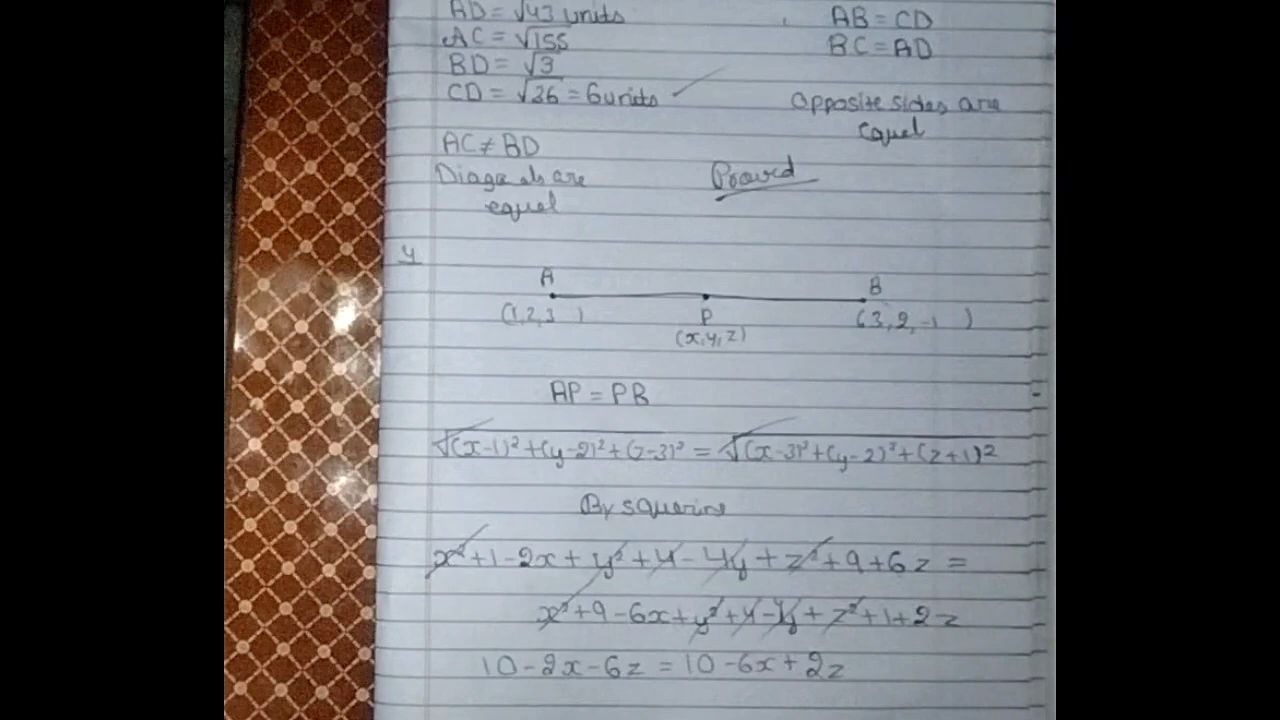 AD = √43 units
AB = CD
AC = √155
BC = AD
BD = √3
CD = √36 = 6 units
Opposite sides are
equal
AC ≠ BD
Diagonals are
equal
Proved
4
A
B
(1, 2, 3 )
P
(3, 2, -1 )
(x, y, z)
AP = PB
√(x-1)² + (y-2)² + (z-3)² = √(x-3)² + (y-2)² + (z+1)²
By squaring
x² + 1 - 2x + y² + 4 - 4y + z² + 9 + 6z =
x² + 9 - 6x + y² + 4 - 4y + z² + 1 + 2z
10 - 2x - 6z = 10 - 6x + 2z